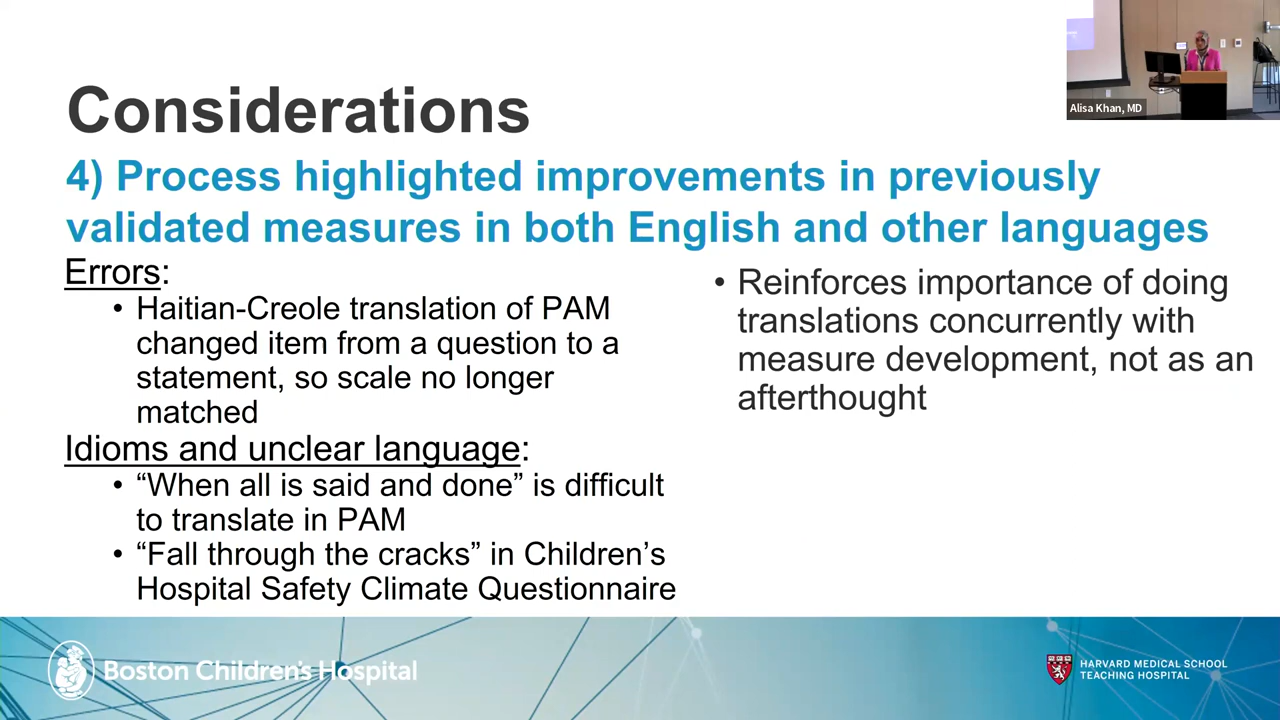 Considerations
4) Process highlighted improvements in previously
validated measures in both English and other languages
Errors:
• Haitian-Creole translation of PAM
changed item from a question to a
statement, so scale no longer
matched
Idioms and unclear language:
• “When all is said and done” is difficult
to translate in PAM
• “Fall through the cracks” in Children’s
Hospital Safety Climate Questionnaire
• Reinforces importance of doing
translations concurrently with
measure development, not as an
afterthought
Alisa Khan, MD
Boston Children's Hospital
HARVARD MEDICAL SCHOOL
TEACHING HOSPITAL